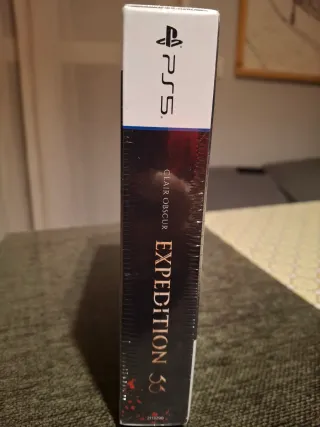 PS5
CLAIR OBSCUR
EXPEDITION 33